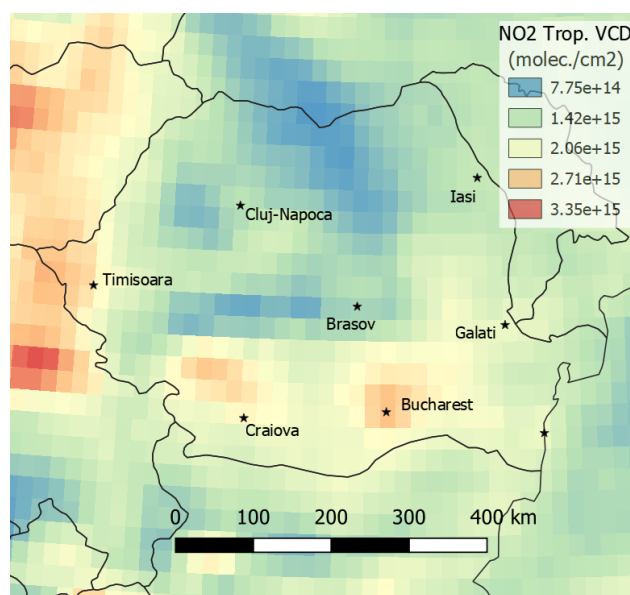 NO2 Trop. VCD
(molec./cm2)
7.75e+14
1.42e+15
2.06e+15
2.71e+15
3.35e+15
Iasi
Cluj-Napoca
Timisoara
Brasov
Galati
Bucharest
Craiova
0 100 200 300 400 km